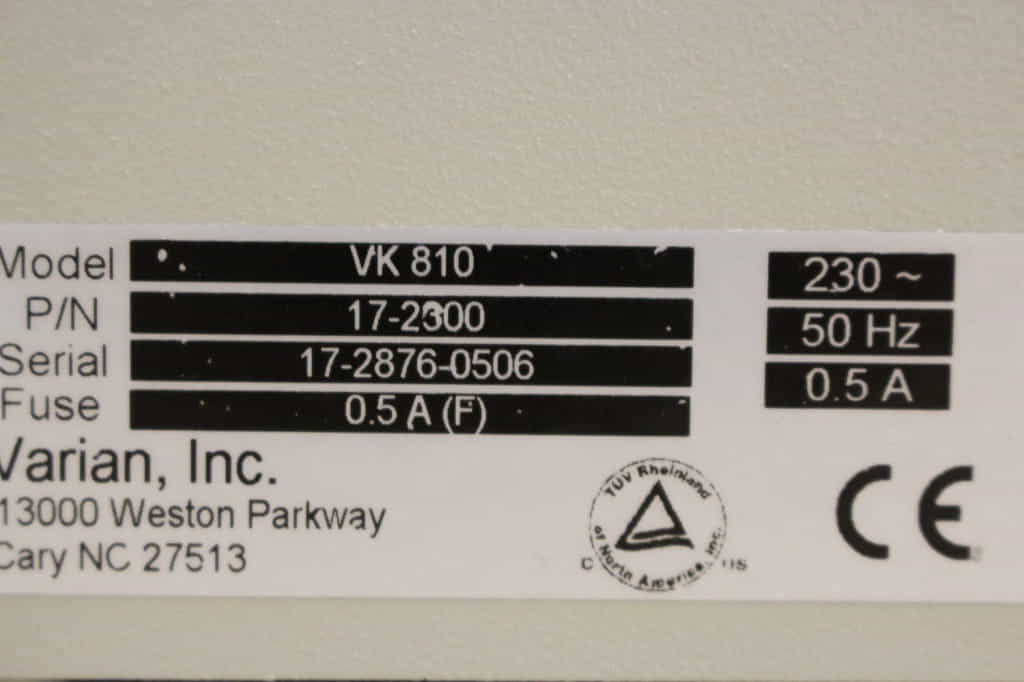 Model VK 810 230 ~
P/N 17-2300 50 Hz
Serial 17-2876-0506 0.5 A
Fuse 0.5 A (F)
Varian, Inc.
13000 Weston Parkway
Cary NC 27513
TÜV Rheinland
of North America, Inc.
C US
CE